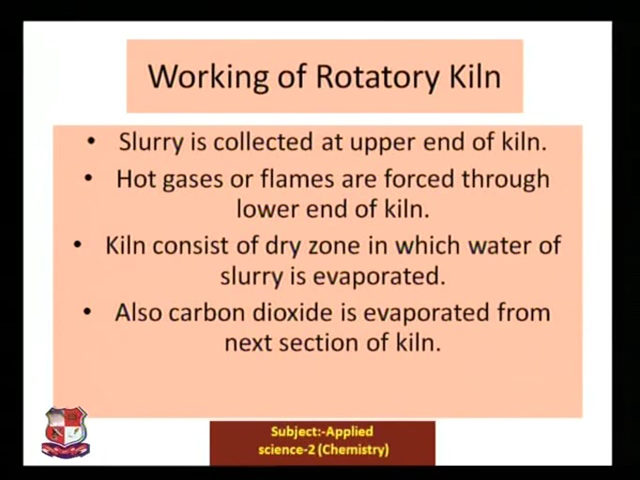 Working of Rotatory Kiln
• Slurry is collected at upper end of kiln.
• Hot gases or flames are forced through
lower end of kiln.
• Kiln consist of dry zone in which water of
slurry is evaporated.
• Also carbon dioxide is evaporated from
next section of kiln.
Subject:-Applied
science-2 (Chemistry)